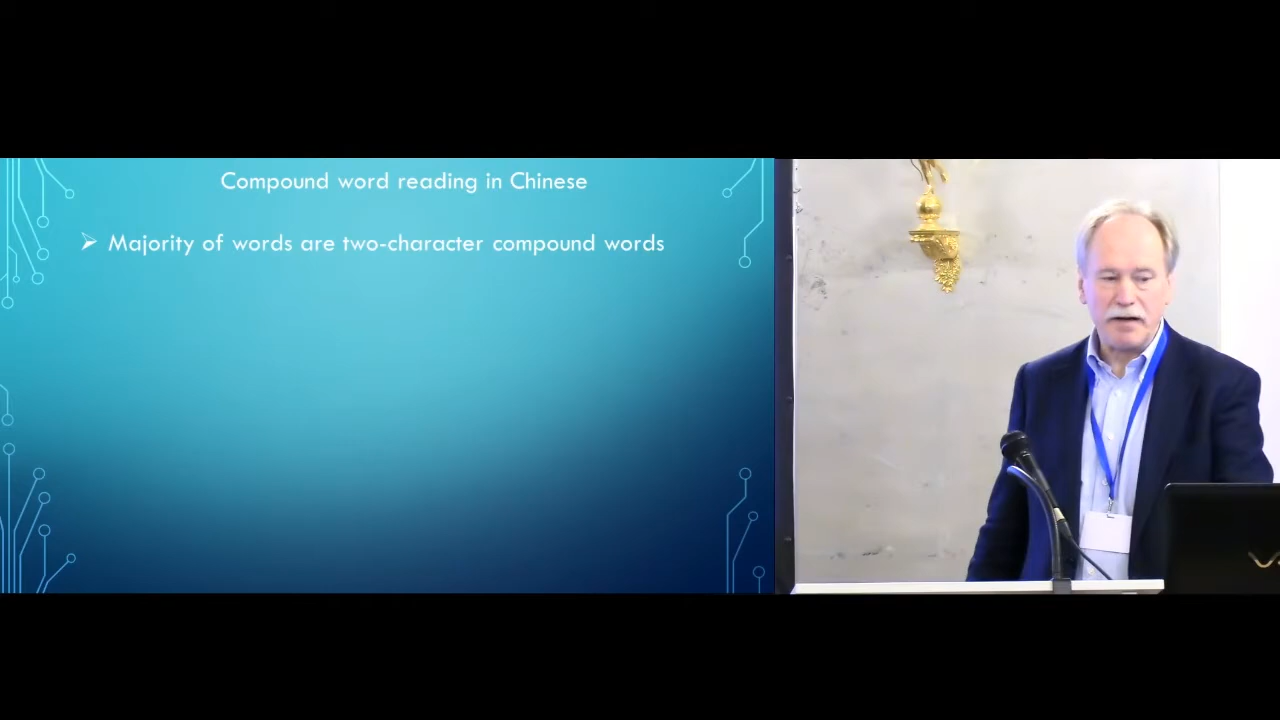 Compound word reading in Chinese
➢ Majority of words are two-character compound words